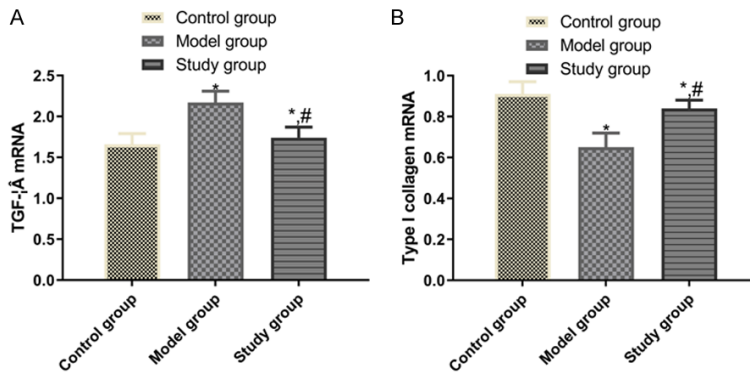 A
Control group
Model group
Study group
TGF-¦Â mRNA
2.5
2.0
1.5
1.0
0.5
0.0
*
*,#
Control group
Model group
Study group
B
Control group
Model group
Study group
Type I collagen mRNA
1.0
0.8
0.6
0.4
0.2
0.0
*
*,#
Control group
Model group
Study group